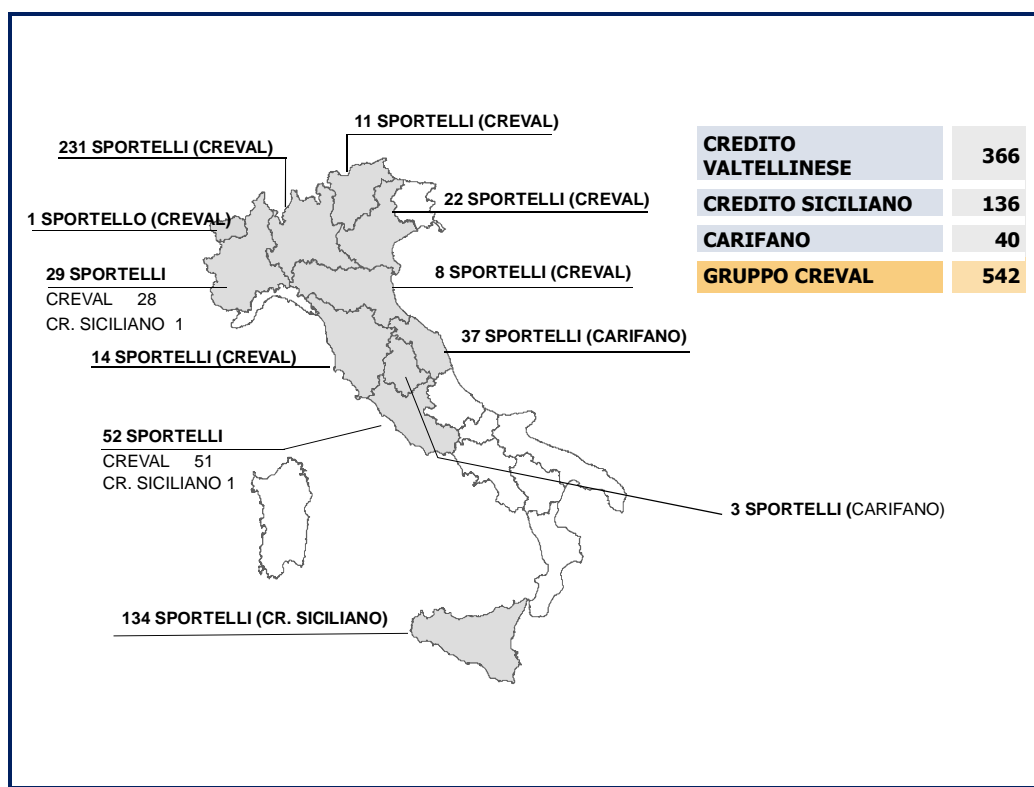 11 SPORTELLI (CREVAL)
231 SPORTELLI (CREVAL)
22 SPORTELLI (CREVAL)
1 SPORTELLO (CREVAL)
29 SPORTELLI
CREVAL 28
CR. SICILIANO 1
8 SPORTELLI (CREVAL)
37 SPORTELLI (CARIFANO)
14 SPORTELLI (CREVAL)
52 SPORTELLI
CREVAL 51
CR. SICILIANO 1
3 SPORTELLI (CARIFANO)
134 SPORTELLI (CR. SICILIANO)
CREDITO
VALTELLINESE 366
CREDITO SICILIANO 136
CARIFANO 40
GRUPPO CREVAL 542